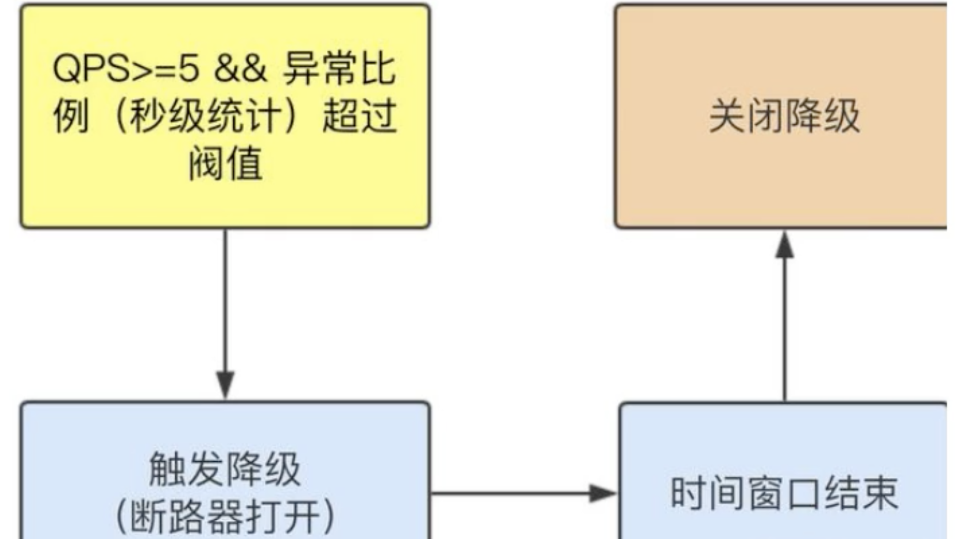 QPS>=5 && 异常比
例（秒级统计）超过
阀值
关闭降级
触发降级
（断路器打开）
时间窗口结束